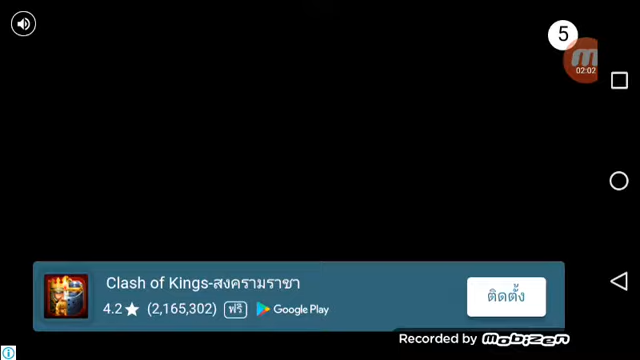 5
02:02
Clash of Kings-สงครามราชา
4.2★ (2,165,302) ฟรี Google Play
ติดตั้ง
Recorded by mobizen